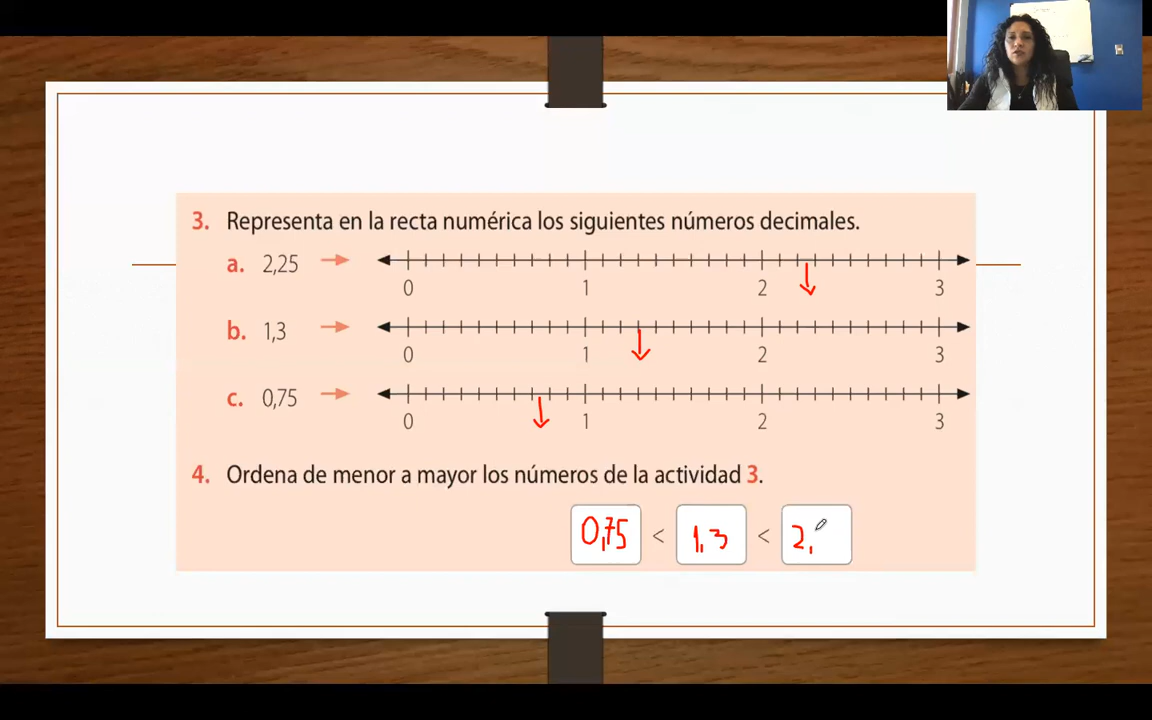 3. Representa en la recta numérica los siguientes números decimales.
a. 2,25
0 1 2 3
b. 1,3
0 1 2 3
c. 0,75
0 1 2 3
4. Ordena de menor a mayor los números de la actividad 3.
0,75 < 1,3 < 2,